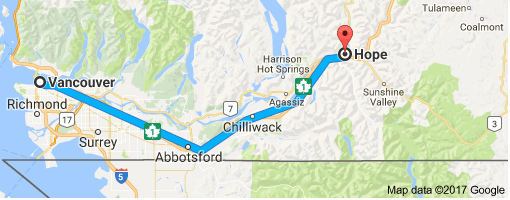 Tulameen
Coalmont
Hope
Harrison
Hot Springs
Vancouver
1
Sunshine
Valley
Agassiz
7
Richmond
17
Chilliwack
3
1
Surrey
Abbotsford
5
Map data ©2017 Google